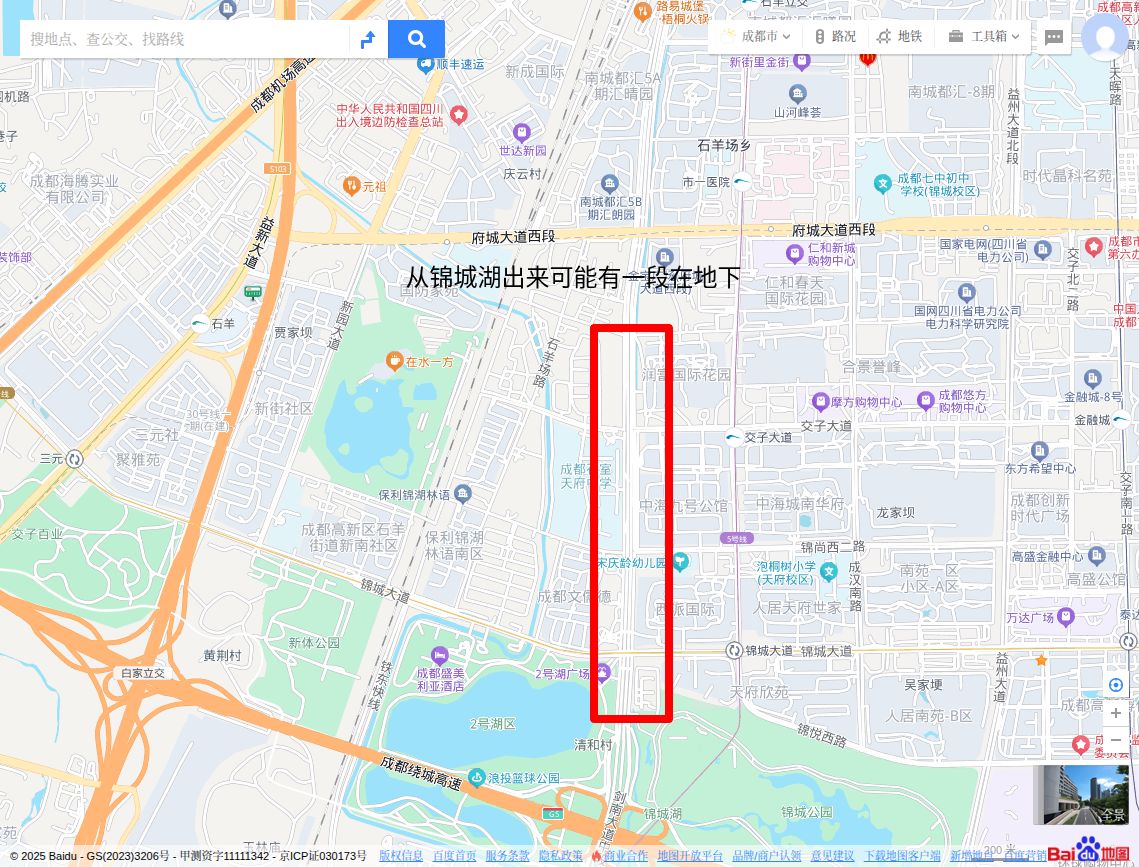 路易城堡
梧桐火锅
石羊立交
成都高新区
搜地点、查公交、找路线
顺丰速运
成都机场高速
新成国际
南城都汇5A
期汇晴园
成都市
路况
地铁
工具箱
新街里金街
山河峰荟
南城都汇-8期
益州大道北段
天晖路
中华人民共和国四川
出入境边防检查总站
世达新园
庆云村
石羊场乡
市一医院
成都七中初中
学校(锦城校区)
时代晶科名苑
S103
成都海腾实业
有限公司
元祖
南城都汇5B
期汇朗园
益新大道
府城大道西段
府城大道西段
仁和新城
购物中心
国家电网(四川省
电力公司)
交子北一路
成都市
第六办
装饰部
从锦城湖出来可能有一段在地下
国防家苑
大道西段)
仁和春天
国际花园
国网四川省电力公司
电力科学研究院
中国人
成都市
石羊
贾家坝
新园大道
石羊场路
在水一方
润富国际花园
合景誉峰
金融城-8号
30号线一
期(在建)
新街社区
摩方购物中心
成都悠方
购物中心
金融城
三元社
三元
聚雅苑
交子大道
交子大道
成都石室
天府中学
东方希望中心
交子南一路
保利锦湖林语
中海九号公馆
中海城南华府
龙家坝
成都创新
时代广场
交子百业
成都高新区石羊
街道新南社区
保利锦湖
林语南区
5号线
锦尚西二路
高盛金融中心
宋庆龄幼儿园
泡桐树小学
(天府校区)
成汉南路
南苑一区
小区-A区
高盛公馆
锦城大道
成都文儒德
西派国际
人居天府世家
万达广场
新体公园
黄荆村
锦城大道
锦城大道
白家立交
铁东快线
成都盛美
利亚酒店
2号湖广场
天府欣苑
吴家埂
益州大道
2号湖区
清和村
人居南苑-B区
锦悦西路
委员会
成都绕城高速
浪投篮球公园
G5
剑南大道
锦城湖
锦城公园
全景
玉林庙
200 米
© 2025 Baidu - GS(2023)3206号 - 甲测资字11111342 - 京ICP证030173号
版权信息
百度首页
服务条款
隐私政策
商业合作
地图开放平台
品牌/商户认领
意见建议
下载地图客户端
新增地点
百度营销
Bai du 地图